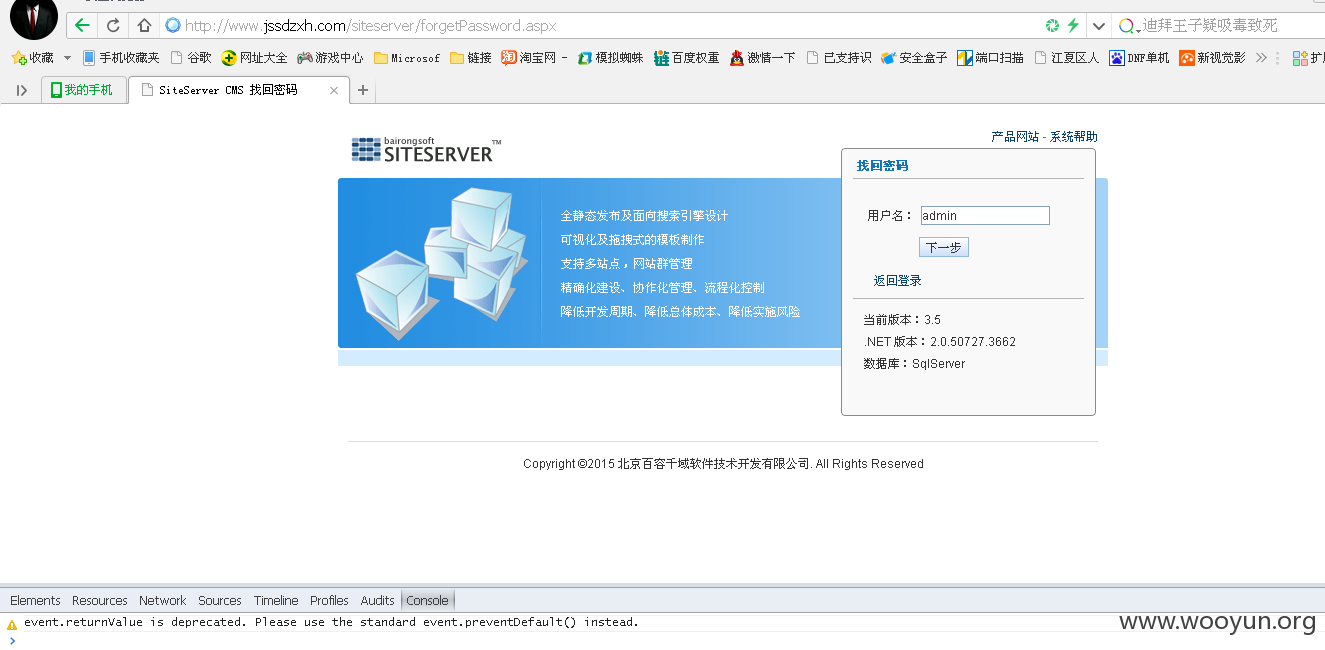 http://www.jssdzxh.com/siteserver/forgetPassword.aspx
迪拜王子疑吸毒致死
收藏 手机收藏夹 谷歌 网址大全 游戏中心 Microsof 链接 淘宝网 - 模拟蜘蛛 百度权重 激情一下 已支持识 安全盒子 端口扫描 江夏区人 DNF单机 新视觉影 >>
我的手机
SiteServer CMS 找回密码
产品网站 - 系统帮助
bairongsoft
SITESERVER™
找回密码
全静态发布及面向搜索引擎设计
可视化及拖拽式的模板制作
支持多站点，网站群管理
精确化建设、协作化管理、流程化控制
降低开发周期、降低总体成本、降低实施风险
用户名： admin
下一步
返回登录
当前版本：3.5
.NET 版本：2.0.50727.3662
数据库：SqlServer
Copyright ©2015 北京百容千域软件技术开发有限公司. All Rights Reserved
Elements Resources Network Sources Timeline Profiles Audits Console
event.returnValue is deprecated. Please use the standard event.preventDefault() instead.
www.wooyun.org